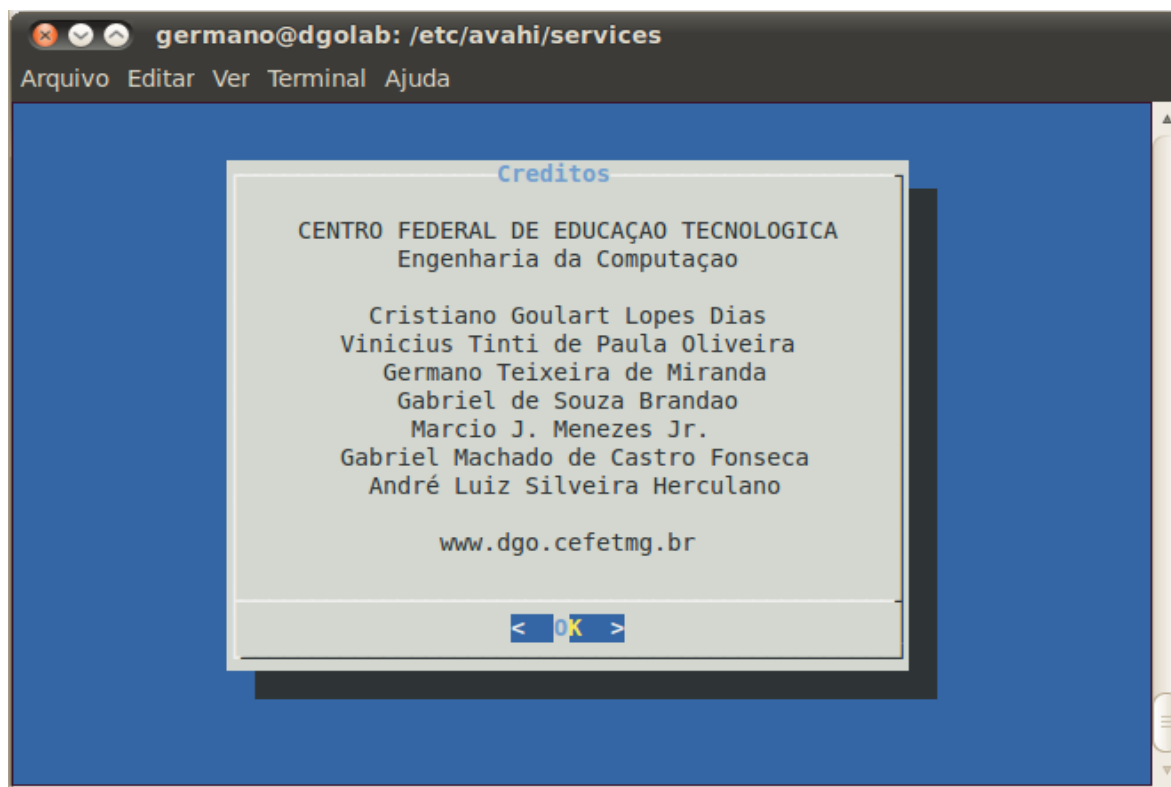 germano@dgolab: /etc/avahi/services
Arquivo Editar Ver Terminal Ajuda
Creditos
CENTRO FEDERAL DE EDUCAÇAO TECNOLOGICA
Engenharia da Computaçao
Cristiano Goulart Lopes Dias
Vinicius Tinti de Paula Oliveira
Germano Teixeira de Miranda
Gabriel de Souza Brandao
Marcio J. Menezes Jr.
Gabriel Machado de Castro Fonseca
André Luiz Silveira Herculano
www.dgo.cefetmg.br
< OK >